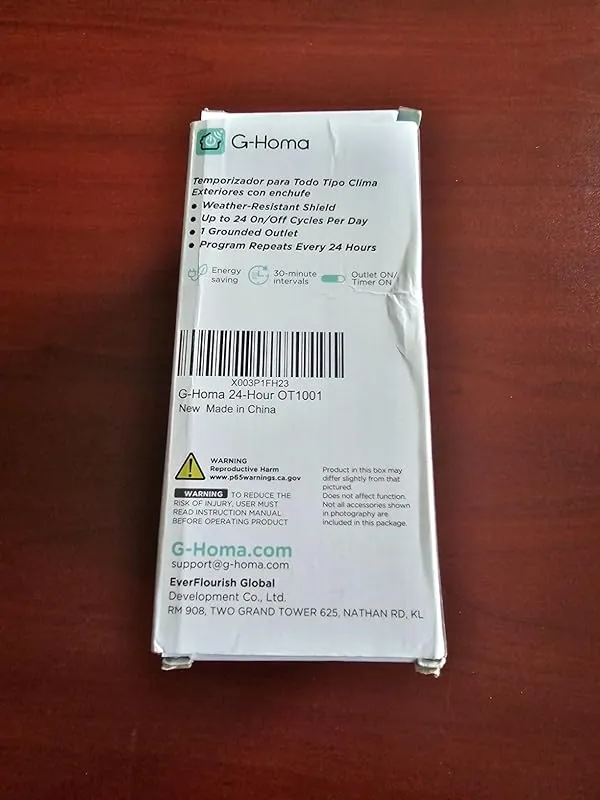 G-Homa
Temporizador para Todo Tipo Clima
Exteriores con enchufe
• Weather-Resistant Shield
• Up to 24 On/Off Cycles Per Day
• 1 Grounded Outlet
• Program Repeats Every 24 Hours
Energy
saving
30-minute
intervals
Outlet ON/
Timer ON
X003P1FH23
G-Homa 24-Hour OT1001
New Made in China
WARNING
Reproductive Harm
www.p65warnings.ca.gov
WARNING TO REDUCE THE
RISK OF INJURY, USER MUST
READ INSTRUCTION MANUAL
BEFORE OPERATING PRODUCT
Product in this box may
differ slightly from that
pictured.
Does not affect function.
Not all accessories shown
in photography are
included in this package.
G-Homa.com
support@g-homa.com
EverFlourish Global
Development Co., Ltd.
RM 908, TWO GRAND TOWER 625, NATHAN RD, KL